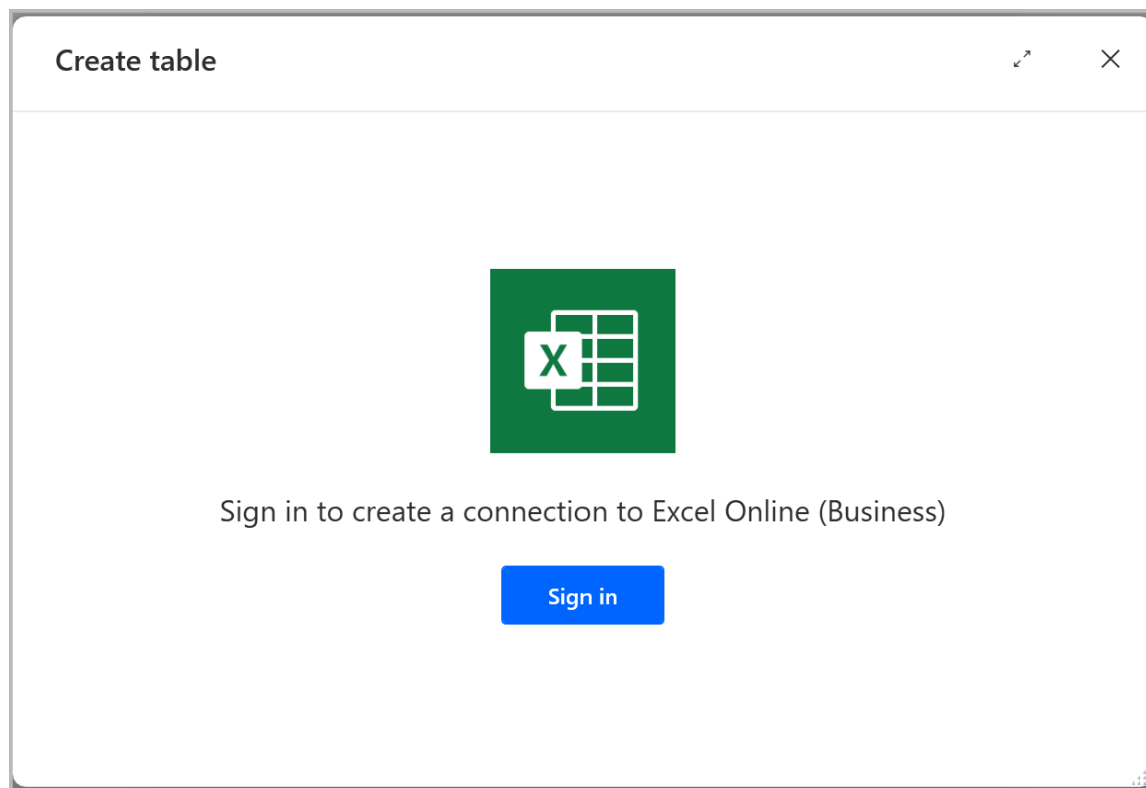 Create table
X
Sign in to create a connection to Excel Online (Business)
Sign in